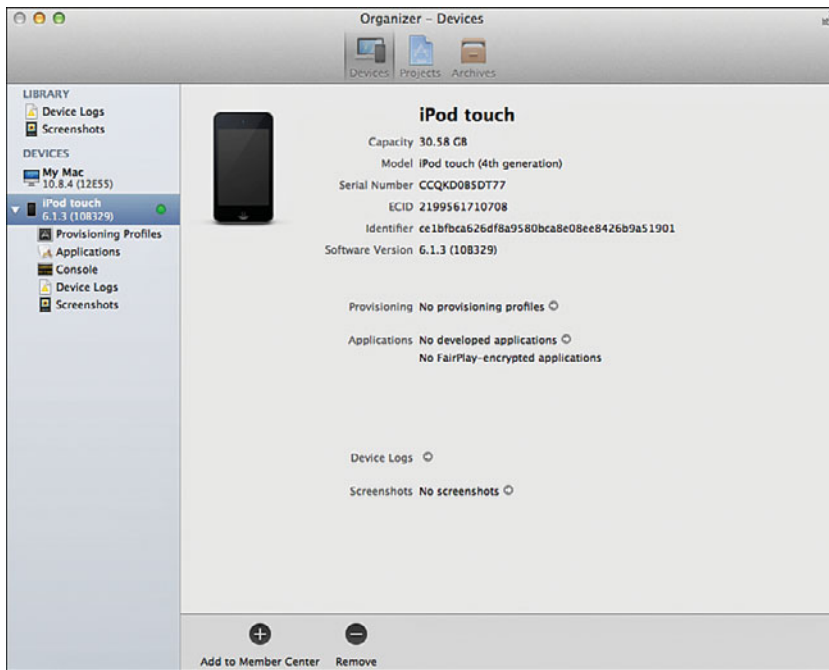 Organizer – Devices
Devices Projects Archives
LIBRARY
Device Logs
Screenshots
DEVICES
My Mac
10.8.4 (12E55)
iPod touch
6.1.3 (10B329)
Provisioning Profiles
Applications
Console
Device Logs
Screenshots
iPod touch
Capacity 30.58 GB
Model iPod touch (4th generation)
Serial Number CCQKD0B5DT77
ECID 2199561710708
Identifier ce1bfbca626df8a9580bca8e08ee8426b9a51901
Software Version 6.1.3 (10B329)
Provisioning No provisioning profiles
Applications No developed applications
No FairPlay-encrypted applications
Device Logs
Screenshots No screenshots
Add to Member Center Remove